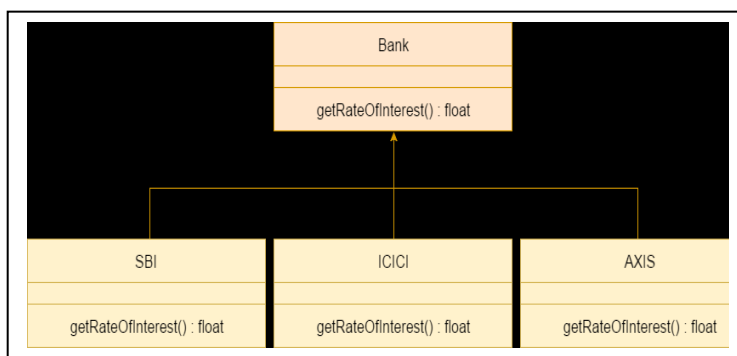 Bank
getRateOfInterest() : float
SBI
ICICI
AXIS
getRateOfInterest() : float
getRateOfInterest() : float
getRateOfInterest() : float